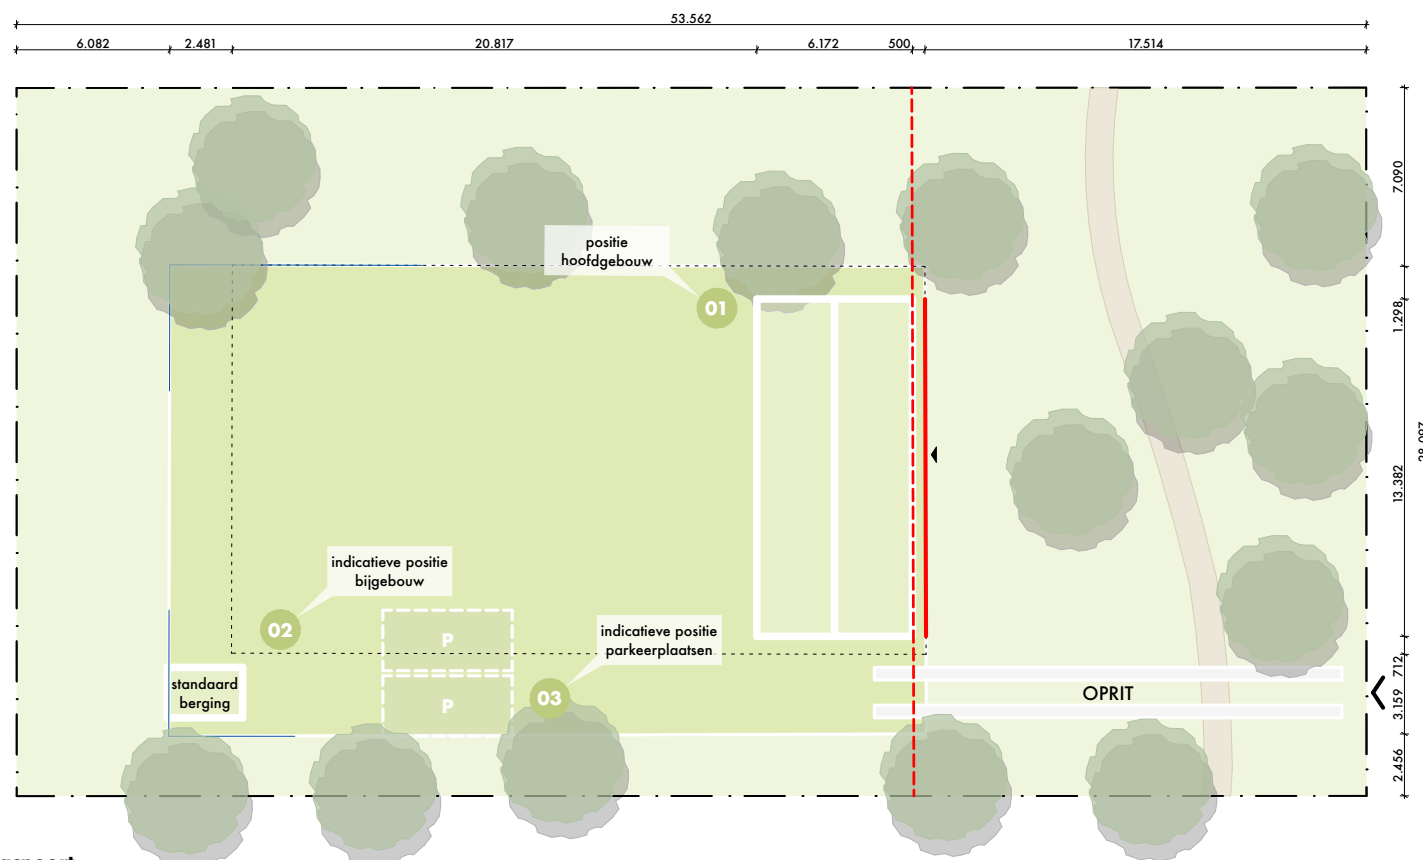 53.562
6.082 2.481 20.817 6.172 500 17.514
7.090
positie
hoofdgebouw
01
1.298
13.382
indicatieve positie
bijgebouw
02
P
indicatieve positie
parkeerplaatsen
03
P
standaard
berging
OPRIT
712
3.159
2.456